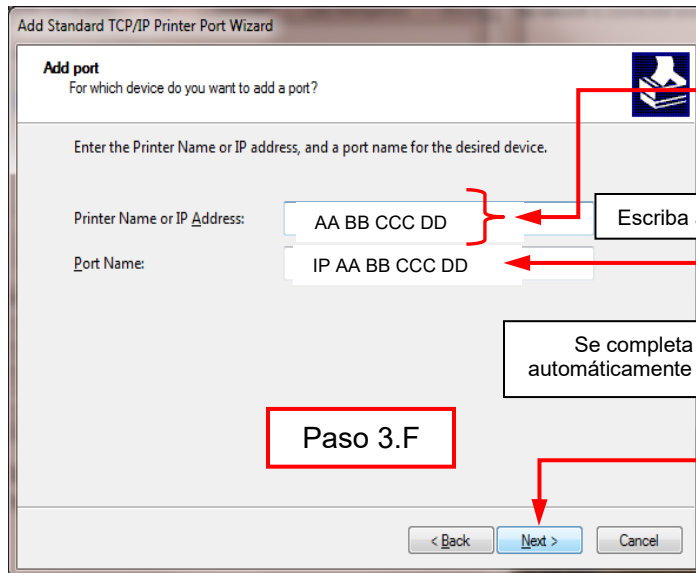 Add Standard TCP/IP Printer Port Wizard
Add port
For which device do you want to add a port?
Enter the Printer Name or IP address, and a port name for the desired device.
Printer Name or IP Address: AA BB CCC DD
Escriba
Port Name: IP AA BB CCC DD
Se completa
automáticamente
Paso 3.F
< Back Next > Cancel